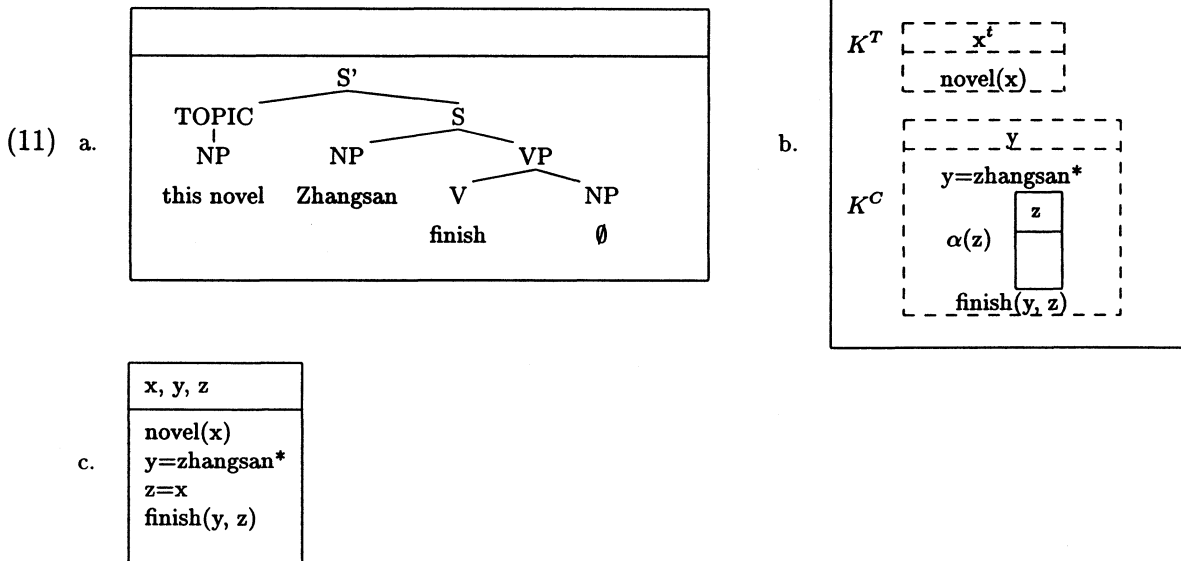 (11) a.
S'
TOPIC S
NP NP VP
this novel Zhangsan V NP
finish ∅
b.
K^T
x^t
novel(x)
K^C
y
y=zhangsan*
z
α(z)
finish(y, z)
c.
x, y, z
novel(x)
y=zhangsan*
z=x
finish(y, z)